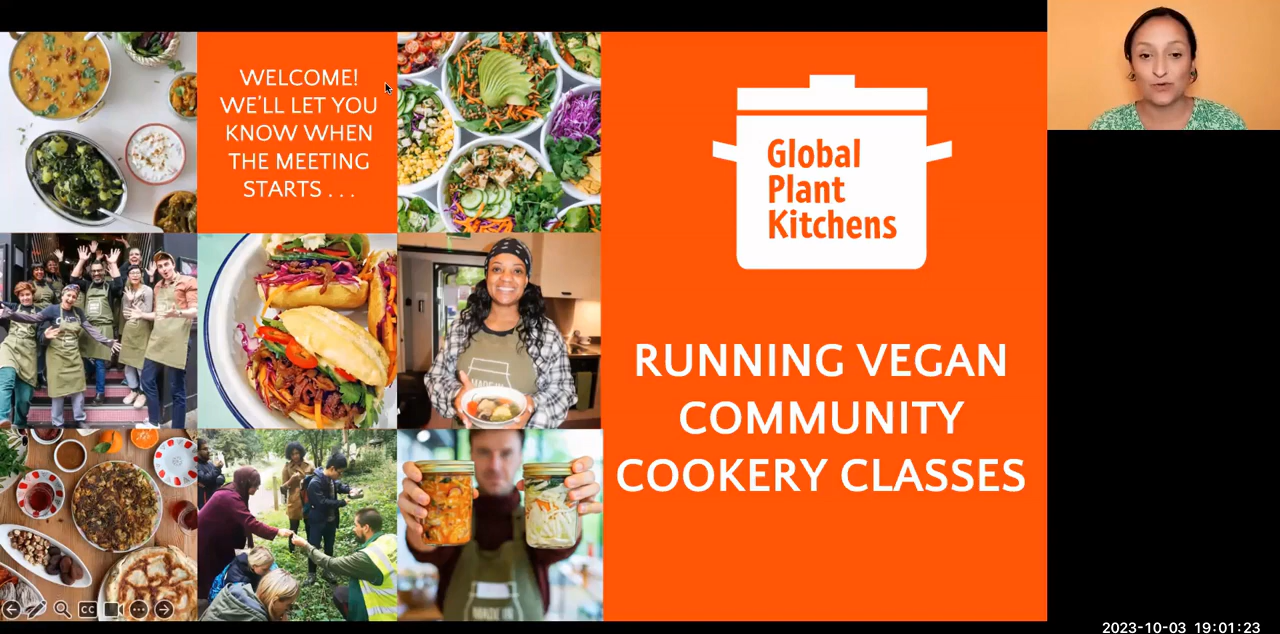 WELCOME!
WE'LL LET YOU
KNOW WHEN
THE MEETING
STARTS . . .
Global
Plant
Kitchens
RUNNING VEGAN
COMMUNITY
COOKERY CLASSES
CC
2023-10-03 19:01:23